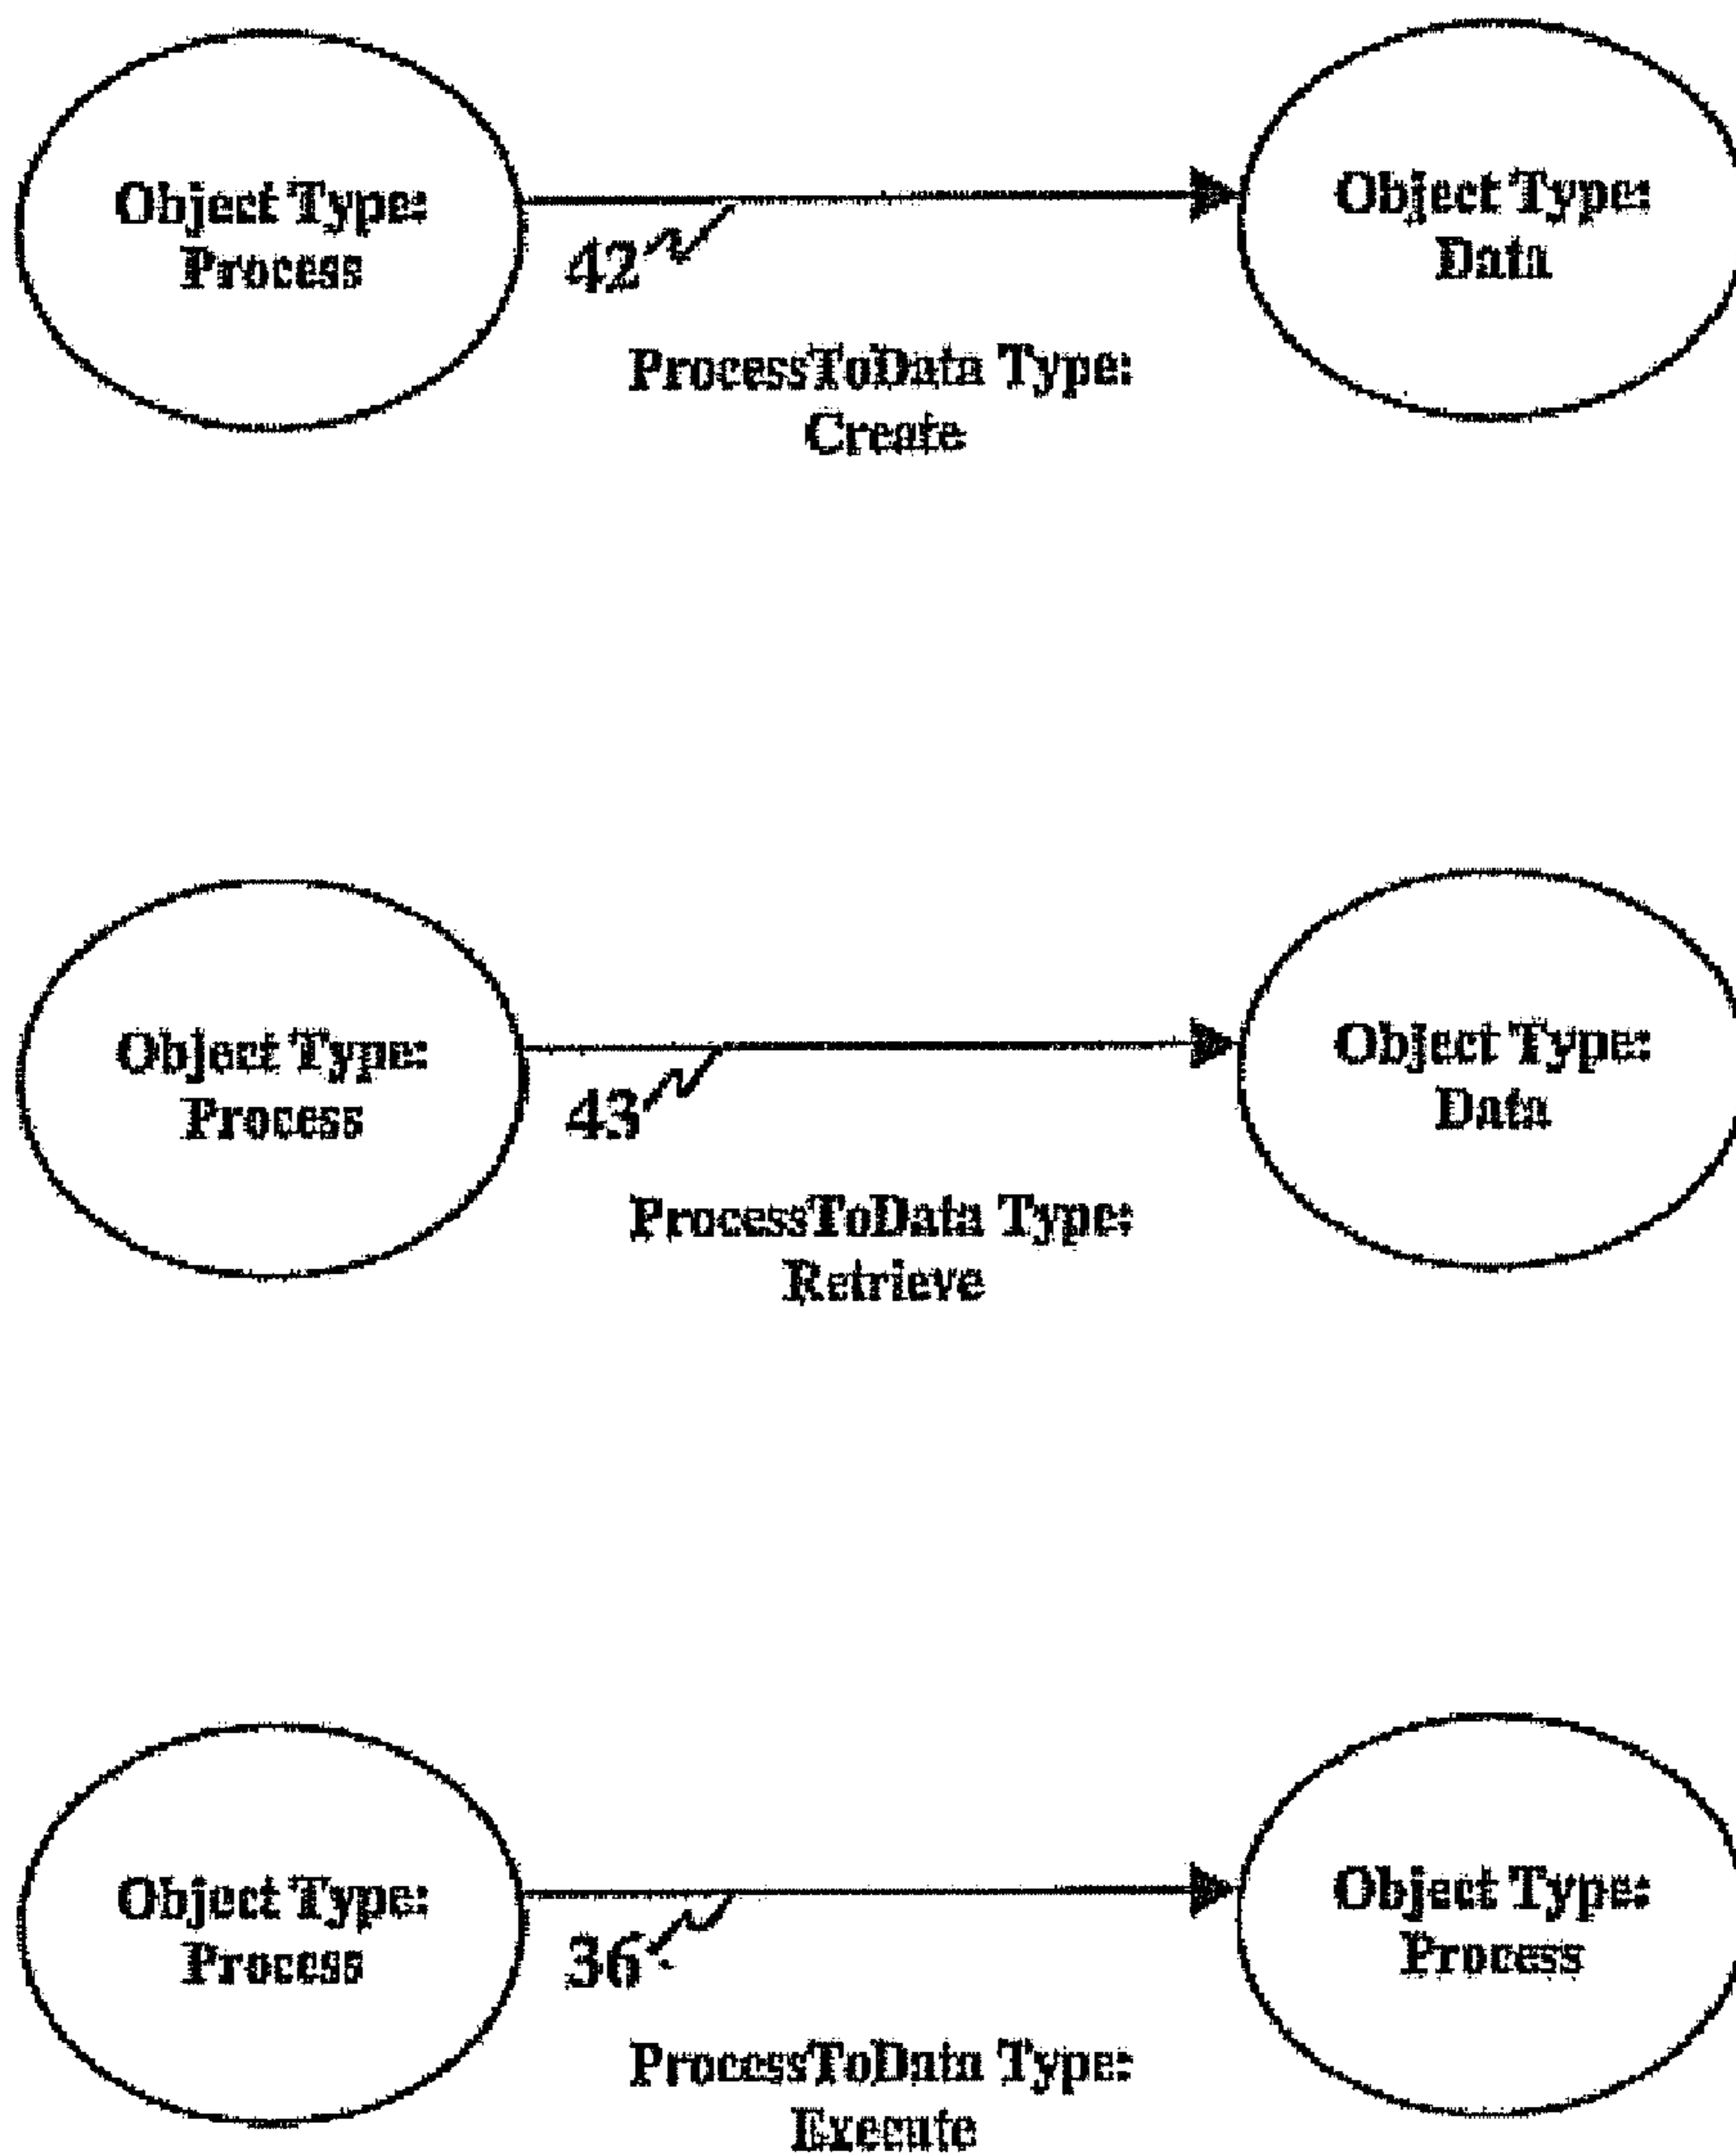 Object Type:
Process
42
ProcessToData Type:
Create
Object Type:
Data
Object Type:
Process
43
ProcessToData Type:
Retrieve
Object Type:
Data
Object Type:
Process
36
ProcessToData Type:
Execute
Object Type:
Process